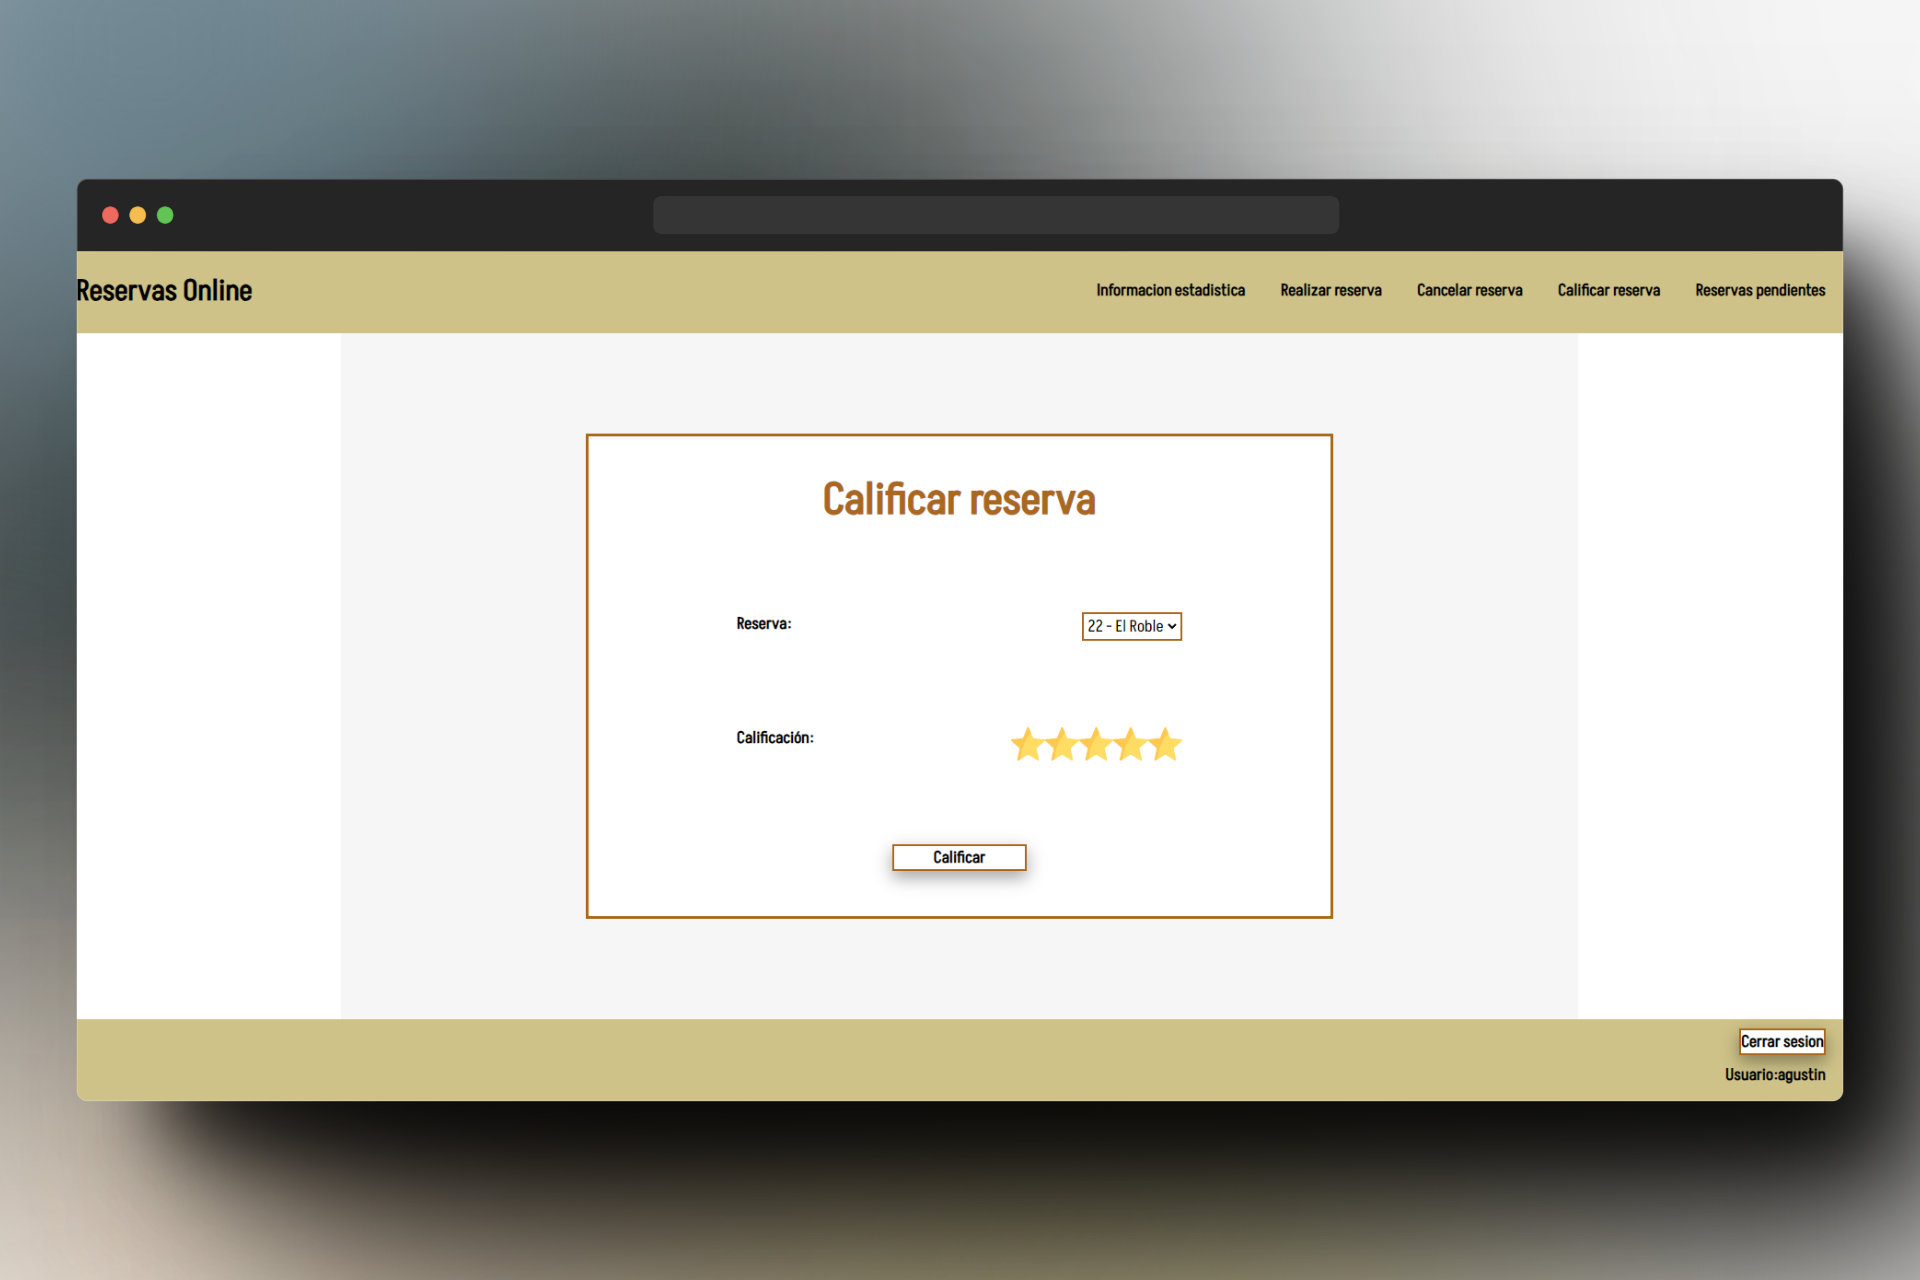 Reservas Online
Informacion estadistica
Realizar reserva
Cancelar reserva
Calificar reserva
Reservas pendientes
Calificar reserva
Reserva:
22 - El Roble
Calificación:
Calificar
Cerrar sesion
Usuario:agustin